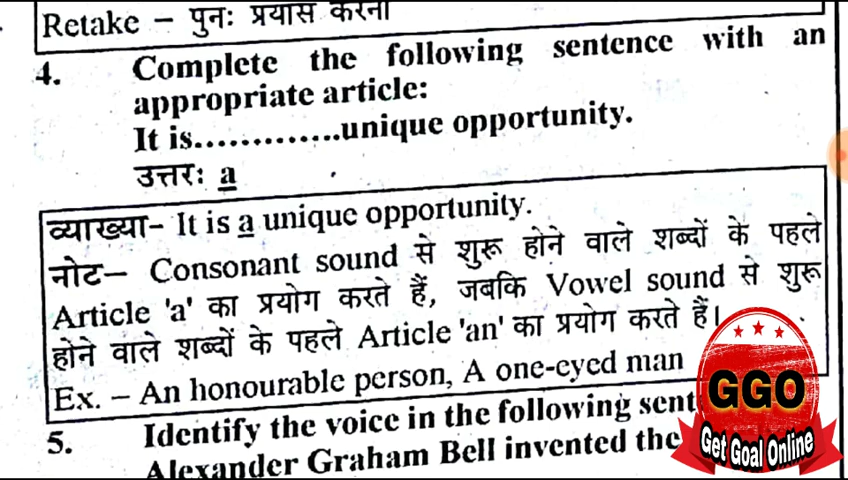 Retake – पुनः प्रयास करना
4. Complete the following sentence with an
appropriate article:
It is.............unique opportunity.
उत्तरः a
व्याख्या– It is a unique opportunity.
नोट– Consonant sound से शुरू होने वाले शब्दों के पहले
Article 'a' का प्रयोग करते हैं, जबकि Vowel sound से शुरू
होने वाले शब्दों के पहले Article 'an' का प्रयोग करते हैं।
Ex. – An honourable person, A one-eyed man
5. Identify the voice in the following sent
Alexander Graham Bell invented the
GGO
Get Goal Online